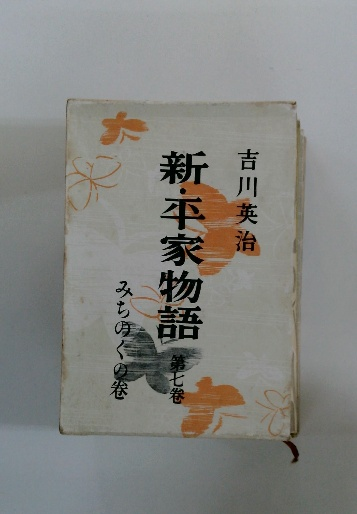 吉川英治
新・平家物語
第七巻
みちのくの巻